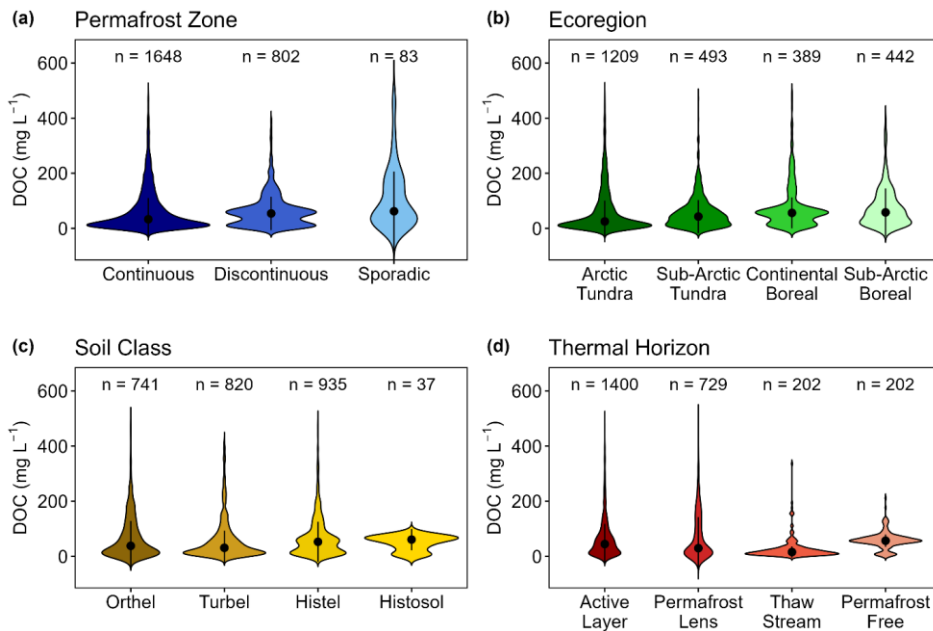 (a) Permafrost Zone
DOC (mg L⁻¹)
600
400
200
0
n = 1648 n = 802 n = 83
Continuous Discontinuous Sporadic
(b) Ecoregion
DOC (mg L⁻¹)
600
400
200
0
n = 1209 n = 493 n = 389 n = 442
Arctic Sub-Arctic Continental Sub-Arctic
Tundra Tundra Boreal Boreal
(c) Soil Class
DOC (mg L⁻¹)
600
400
200
0
n = 741 n = 820 n = 935 n = 37
Orthel Turbel Histel Histosol
(d) Thermal Horizon
DOC (mg L⁻¹)
600
400
200
0
n = 1400 n = 729 n = 202 n = 202
Active Permafrost Thaw Permafrost
Layer Lens Stream Free